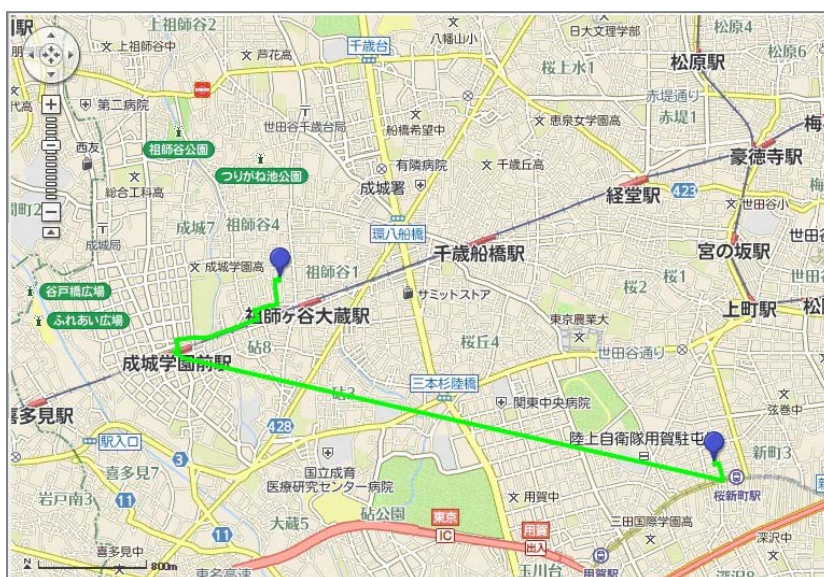 上祖師谷2
上祖師谷中
千歳台
八幡山小
日大文理学部
松原4
松原6
芦花高
桜上水1
松原駅
第二病院
世田谷千歳台局
船橋希望中
恵泉女学園高
赤堤通り
赤堤1
西友
祖師谷公園
つりがね池公園
有隣病院
千歳丘高
成城署
豪徳寺駅
総合工科高
経堂駅
423
世田谷小
成城局
成城7
祖師谷4
環八船橋
千歳船橋駅
宮の坂駅
成城学園高
祖師谷1
サミットストア
桜2
桜1
谷戸橋広場
ふれあい広場
祖師ヶ谷大蔵駅
東京農業大
上町駅
成城学園前駅
砧8
桜丘4
世田谷通り
喜多見駅
砧3
三本杉陸橋
関東中央病院
弦巻中
428
陸上自衛隊用賀駐屯
新町3
駅入口
喜多見7
3
国立成育
医療研究センター病院
桜新町駅
岩戸南3
11
用賀中
大蔵5
砧公園
東京
IC
用賀
出入
三田国際学園高
深沢中
11
喜多見中
玉川台
用賀駅
深沢8
東名高速
800m